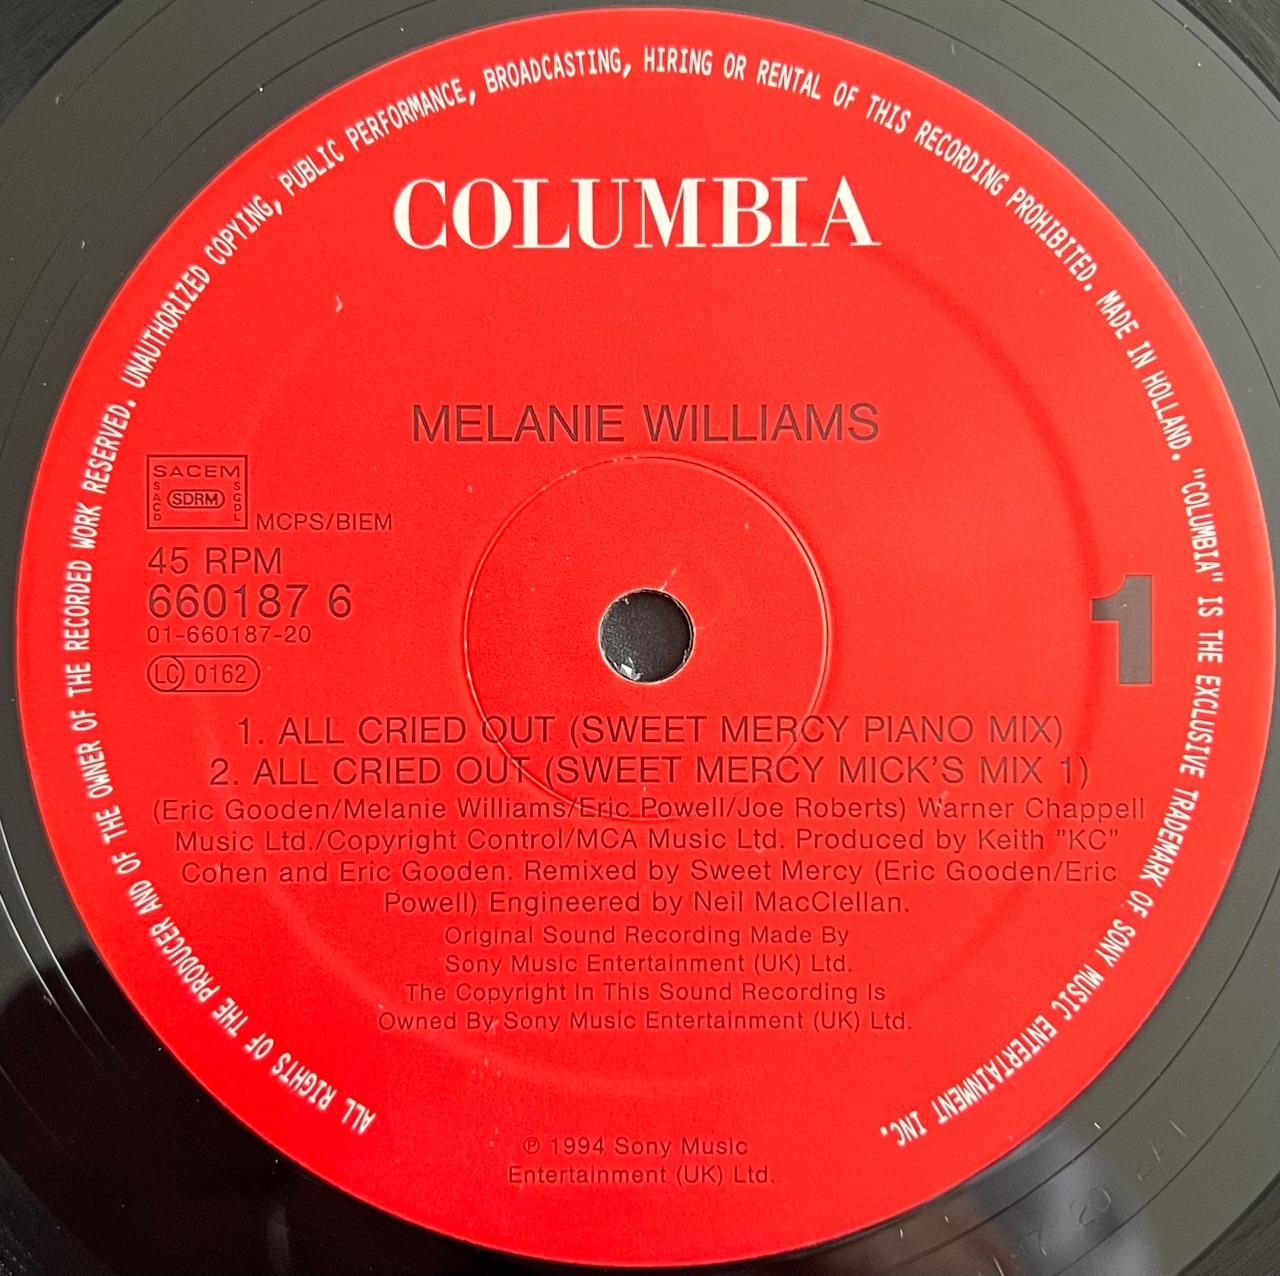 ALL RIGHTS OF THE PRODUCER AND OF THE OWNER OF THE RECORDED WORK RESERVED. UNAUTHORIZED COPYING, PUBLIC PERFORMANCE, BROADCASTING, HIRING OR RENTAL OF THIS RECORDING PROHIBITED. MADE IN HOLLAND. "COLUMBIA" IS THE EXCLUSIVE TRADEMARK OF SONY MUSIC ENTERTAINMENT INC.
COLUMBIA
MELANIE WILLIAMS
SACEM
SACD
SDRM
SGDL
MCPS/BIEM
45 RPM
660187 6
01-660187-20
LC 0162
1
1. ALL CRIED OUT (SWEET MERCY PIANO MIX)
2. ALL CRIED OUT (SWEET MERCY MICK'S MIX 1)
(Eric Gooden/Melanie Williams/Eric Powell/Joe Roberts) Warner Chappell
Music Ltd./Copyright Control/MCA Music Ltd. Produced by Keith "KC"
Cohen and Eric Gooden. Remixed by Sweet Mercy (Eric Gooden/Eric
Powell) Engineered by Neil MacClellan.
Original Sound Recording Made By
Sony Music Entertainment (UK) Ltd.
The Copyright In This Sound Recording Is
Owned By Sony Music Entertainment (UK) Ltd.
℗ 1994 Sony Music
Entertainment (UK) Ltd.